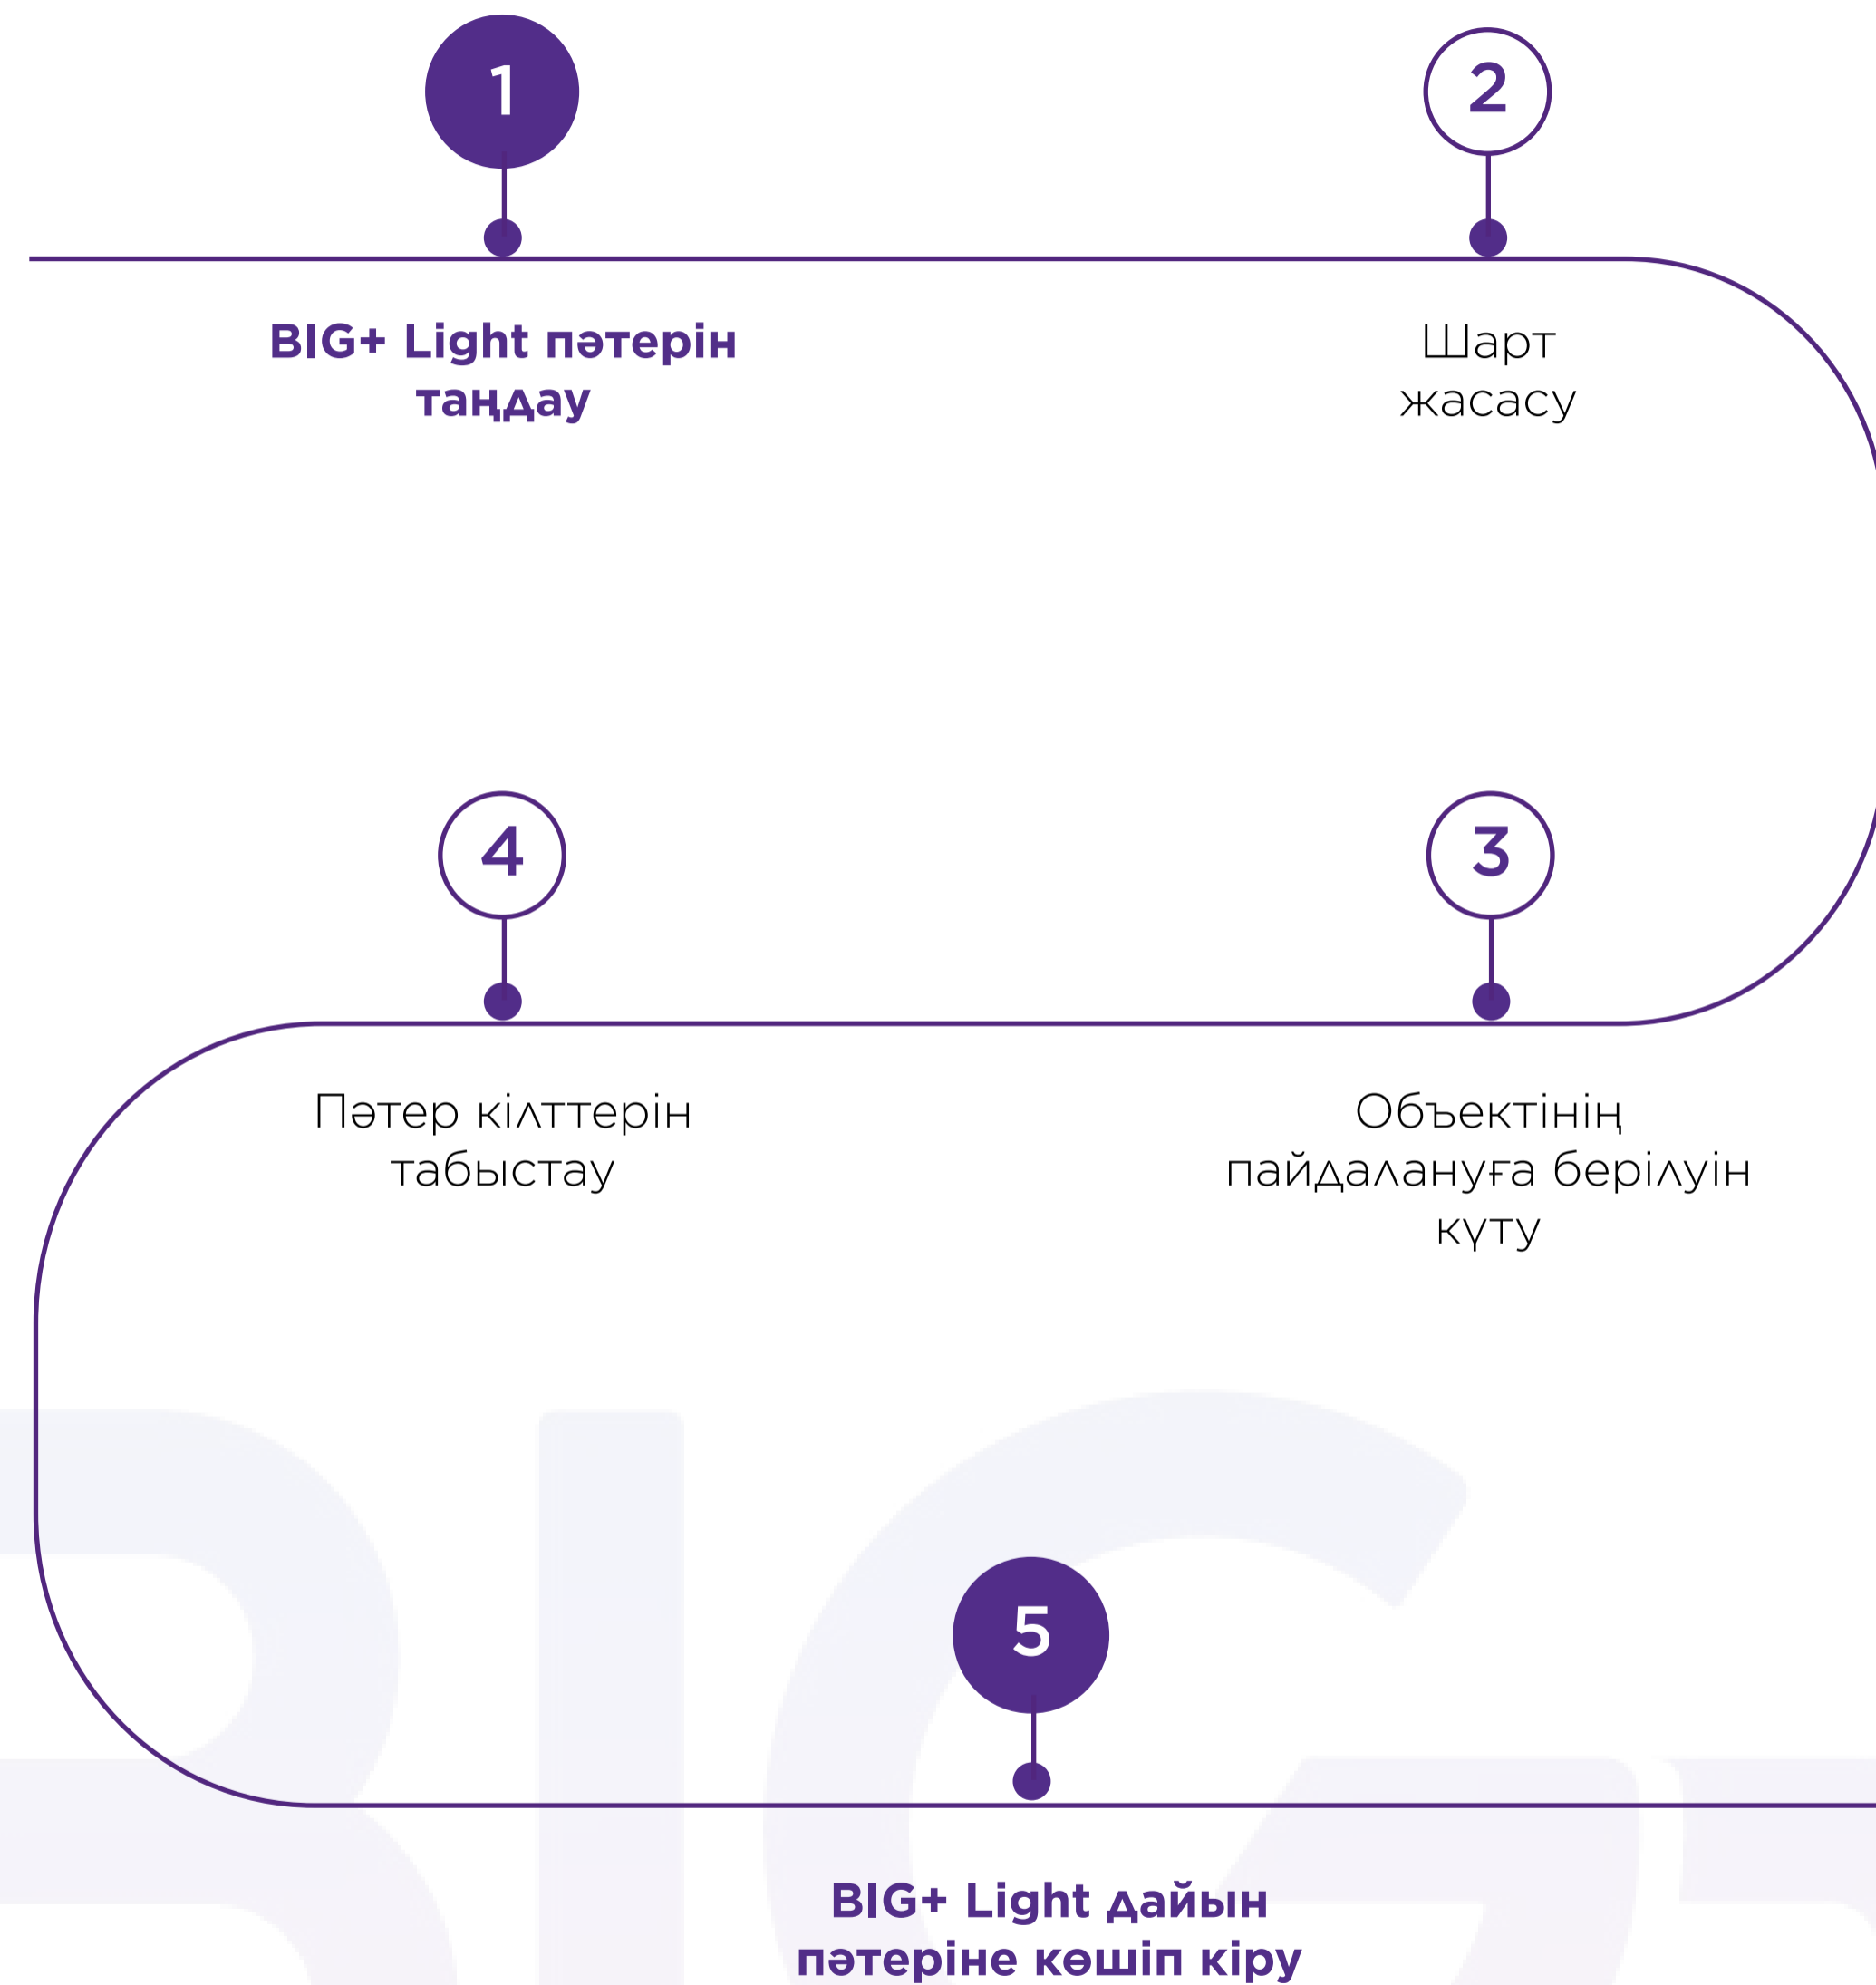 1
BIG+ Light пәтерін
таңдау
2
Шарт
жасасу
3
Объектінің
пайдалануға берілуін
күту
4
Пәтер кілттерін
табыстау
5
BIG+ Light дайын
пәтеріне көшіп кіру
BIG+